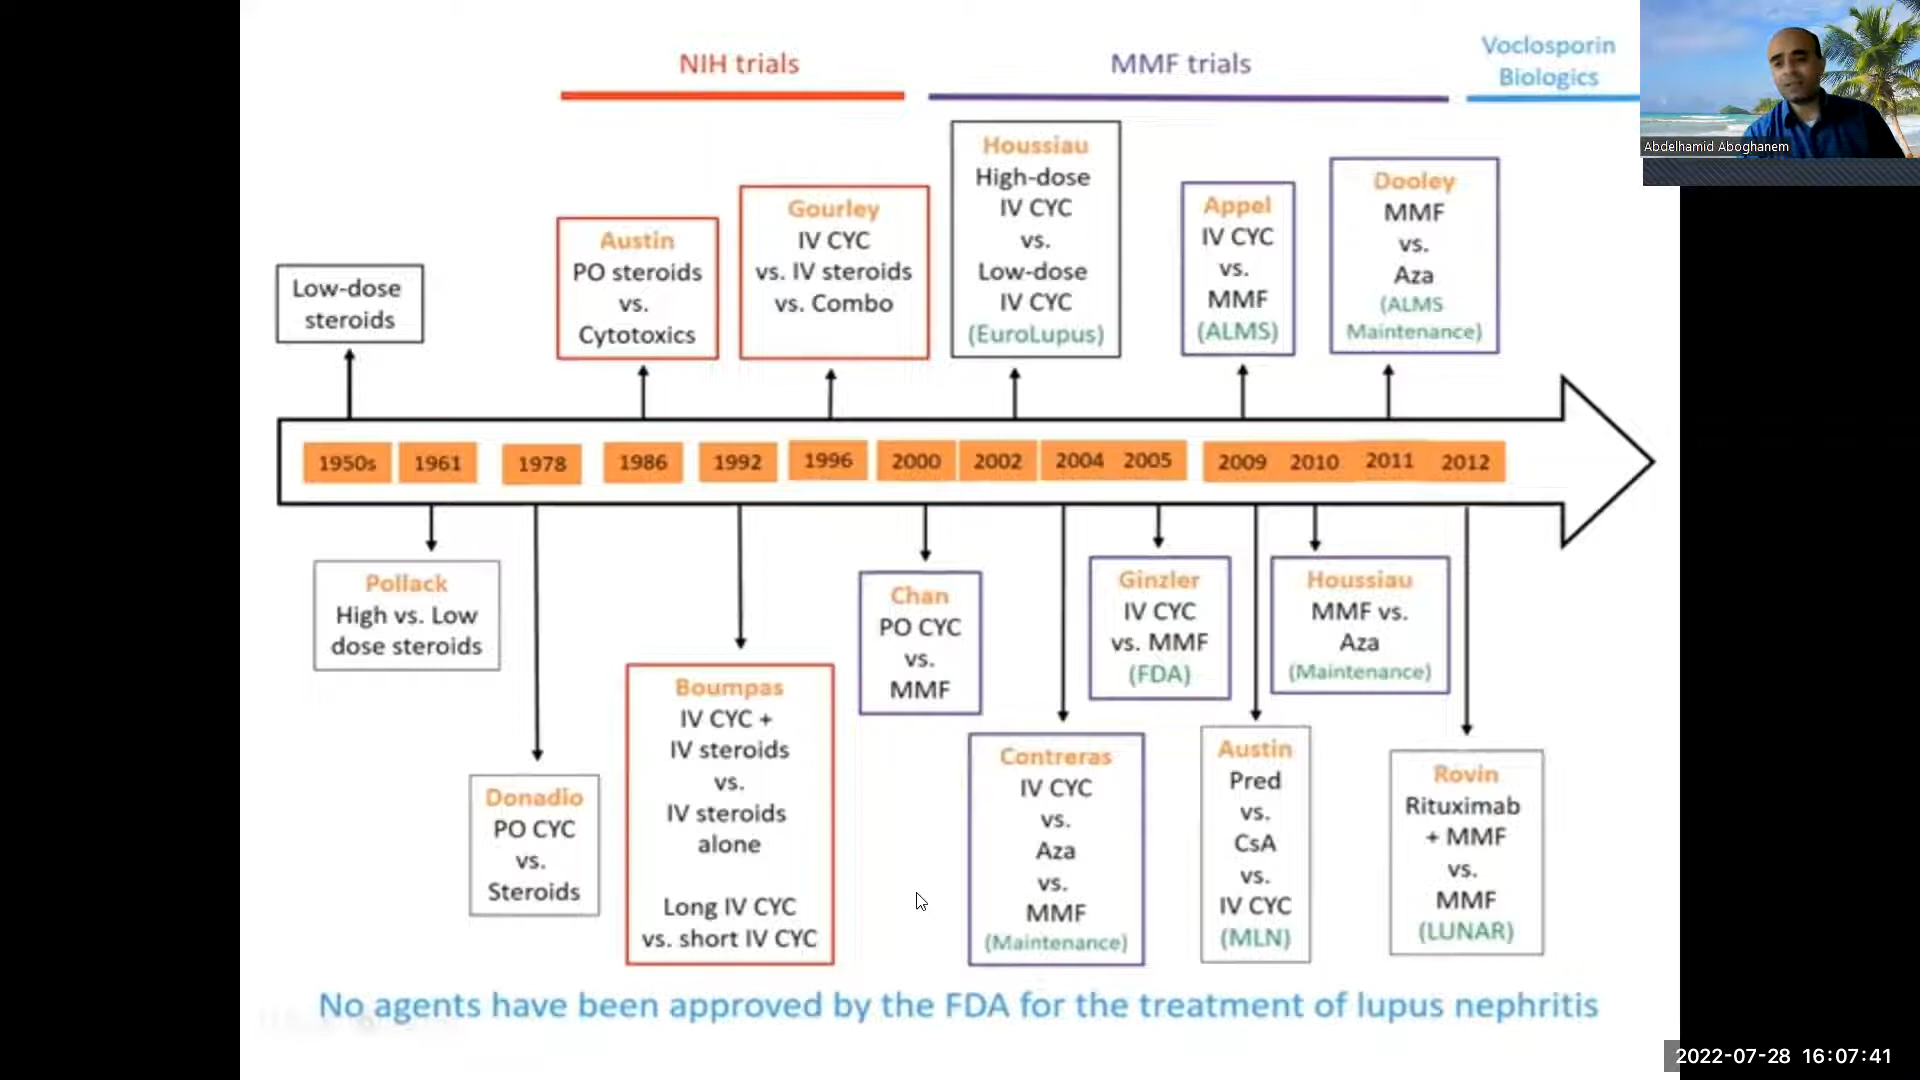 NIH trials
MMF trials
Voclosporin
Biologics
Abdelhamid Aboghanem
Low-dose
steroids
Austin
PO steroids
vs.
Cytotoxics
Gourley
IV CYC
vs. IV steroids
vs. Combo
Houssiau
High-dose
IV CYC
vs.
Low-dose
IV CYC
(EuroLupus)
Appel
IV CYC
vs.
MMF
(ALMS)
Dooley
MMF
vs.
Aza
(ALMS
Maintenance)
1950s 1961 1978 1986 1992 1996 2000 2002 2004 2005 2009 2010 2011 2012
Pollack
High vs. Low
dose steroids
Donadio
PO CYC
vs.
Steroids
Boumpas
IV CYC +
IV steroids
vs.
IV steroids
alone
Long IV CYC
vs. short IV CYC
Chan
PO CYC
vs.
MMF
Contreras
IV CYC
vs.
Aza
vs.
MMF
(Maintenance)
Ginzler
IV CYC
vs. MMF
(FDA)
Austin
Pred
vs.
CsA
vs.
IV CYC
(MLN)
Houssiau
MMF vs.
Aza
(Maintenance)
Rovin
Rituximab
+ MMF
vs.
MMF
(LUNAR)
No agents have been approved by the FDA for the treatment of lupus nephritis
2022-07-28 16:07:41